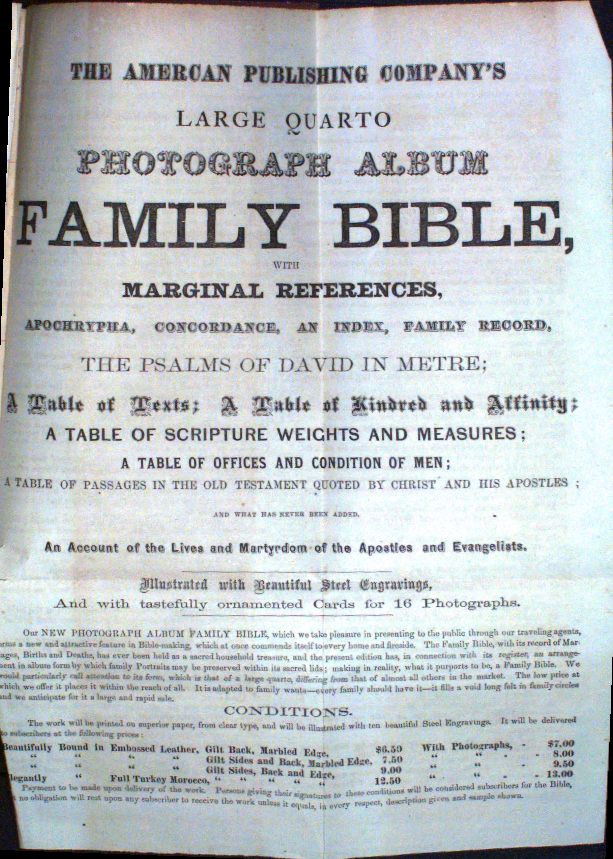 THE AMERCAN PUBLISHING COMPANY'S
LARGE QUARTO
PHOTOGRAPH ALBUM
FAMILY BIBLE,
WITH
MARGINAL REFERENCES,
APOCHRYPHA, CONCORDANCE, AN INDEX, FAMILY RECORD,
THE PSALMS OF DAVID IN METRE;
A Table of Texts; A Table of Kindred and Affinity;
A TABLE OF SCRIPTURE WEIGHTS AND MEASURES;
A TABLE OF OFFICES AND CONDITION OF MEN;
A TABLE OF PASSAGES IN THE OLD TESTAMENT QUOTED BY CHRIST AND HIS APOSTLES;
AND WHAT HAS NEVER BEEN ADDED,
An Account of the Lives and Martyrdom of the Apostles and Evangelists.
Illustrated with Beautiful Steel Engravings,
And with tastefully ornamented Cards for 16 Photographs.
Our NEW PHOTOGRAPH ALBUM FAMILY BIBLE, which we take pleasure in presenting to the public through our traveling agents,
orms a new and attractive feature in Bible-making, which at once commends itself to every home and fireside. The Family Bible, with its record of Mar-
ages, Births and Deaths, has ever been held as a sacred household treasure, and the present edition has, in connection with its register, an arrange-
ment in album form by which family Portraits may be preserved within its sacred lids; making in reality, what it purports to be, a Family Bible. We
would particularly call attention to its form, which is that of a large quarto, differing from that of almost all others in the market. The low price at
which we offer it places it within the reach of all. It is adapted to family wants—every family should have it—it fills a void long felt in family circles
and we anticipate for it a large and rapid sale.
CONDITIONS.
The work will be printed on superior paper, from clear type, and will be illustrated with ten beautiful Steel Engravings. It will be delivered
to subscribers at the following prices:
Beautifully Bound in Embossed Leather, Gilt Back, Marbled Edge, $6.50 With Photographs, - $7.00
" " " " Gilt Sides and Back, Marbled Edge, 7.50 " " - - 8.00
" " " " Gilt Sides, Back and Edge, 9.00 " " - - 9.50
legantly " Full Turkey Morocco, " " " " 12.50 " " - - 13.00
Payment to be made upon delivery of the work. Persons giving their signatures to these conditions will be considered subscribers for the Bible,
no obligation will rest upon any subscriber to receive the work unless it equals, in every respect, description given and sample shown.